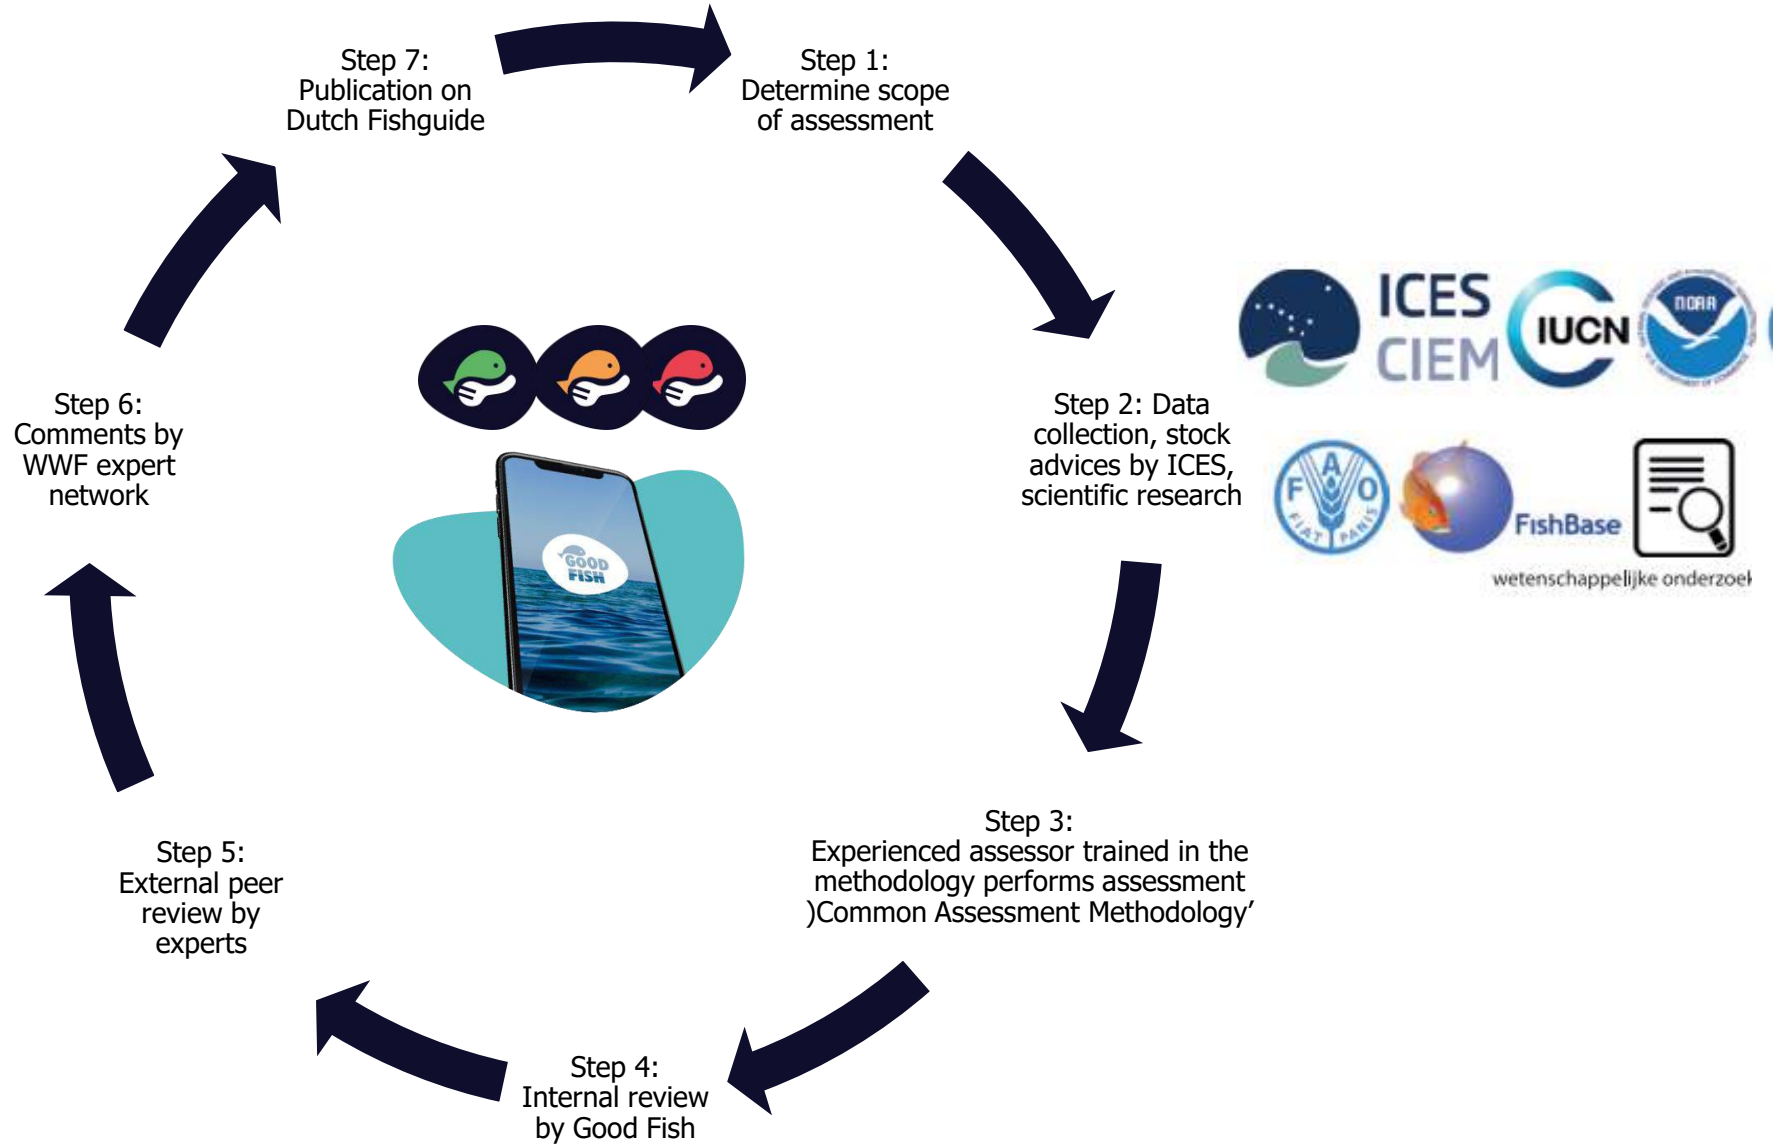 Step 7:
Publication on
Dutch Fishguide
Step 1:
Determine scope
of assessment
Step 2: Data
collection, stock
advices by ICES,
scientific research
ICES
CIEM
IUCN
NOAA
F A O
FIAT PANIS
FishBase
wetenschappelijke onderzoek
Step 3:
Experienced assessor trained in the
methodology performs assessment
)Common Assessment Methodology’
Step 4:
Internal review
by Good Fish
Step 5:
External peer
review by
experts
Step 6:
Comments by
WWF expert
network
GOOD
FISH